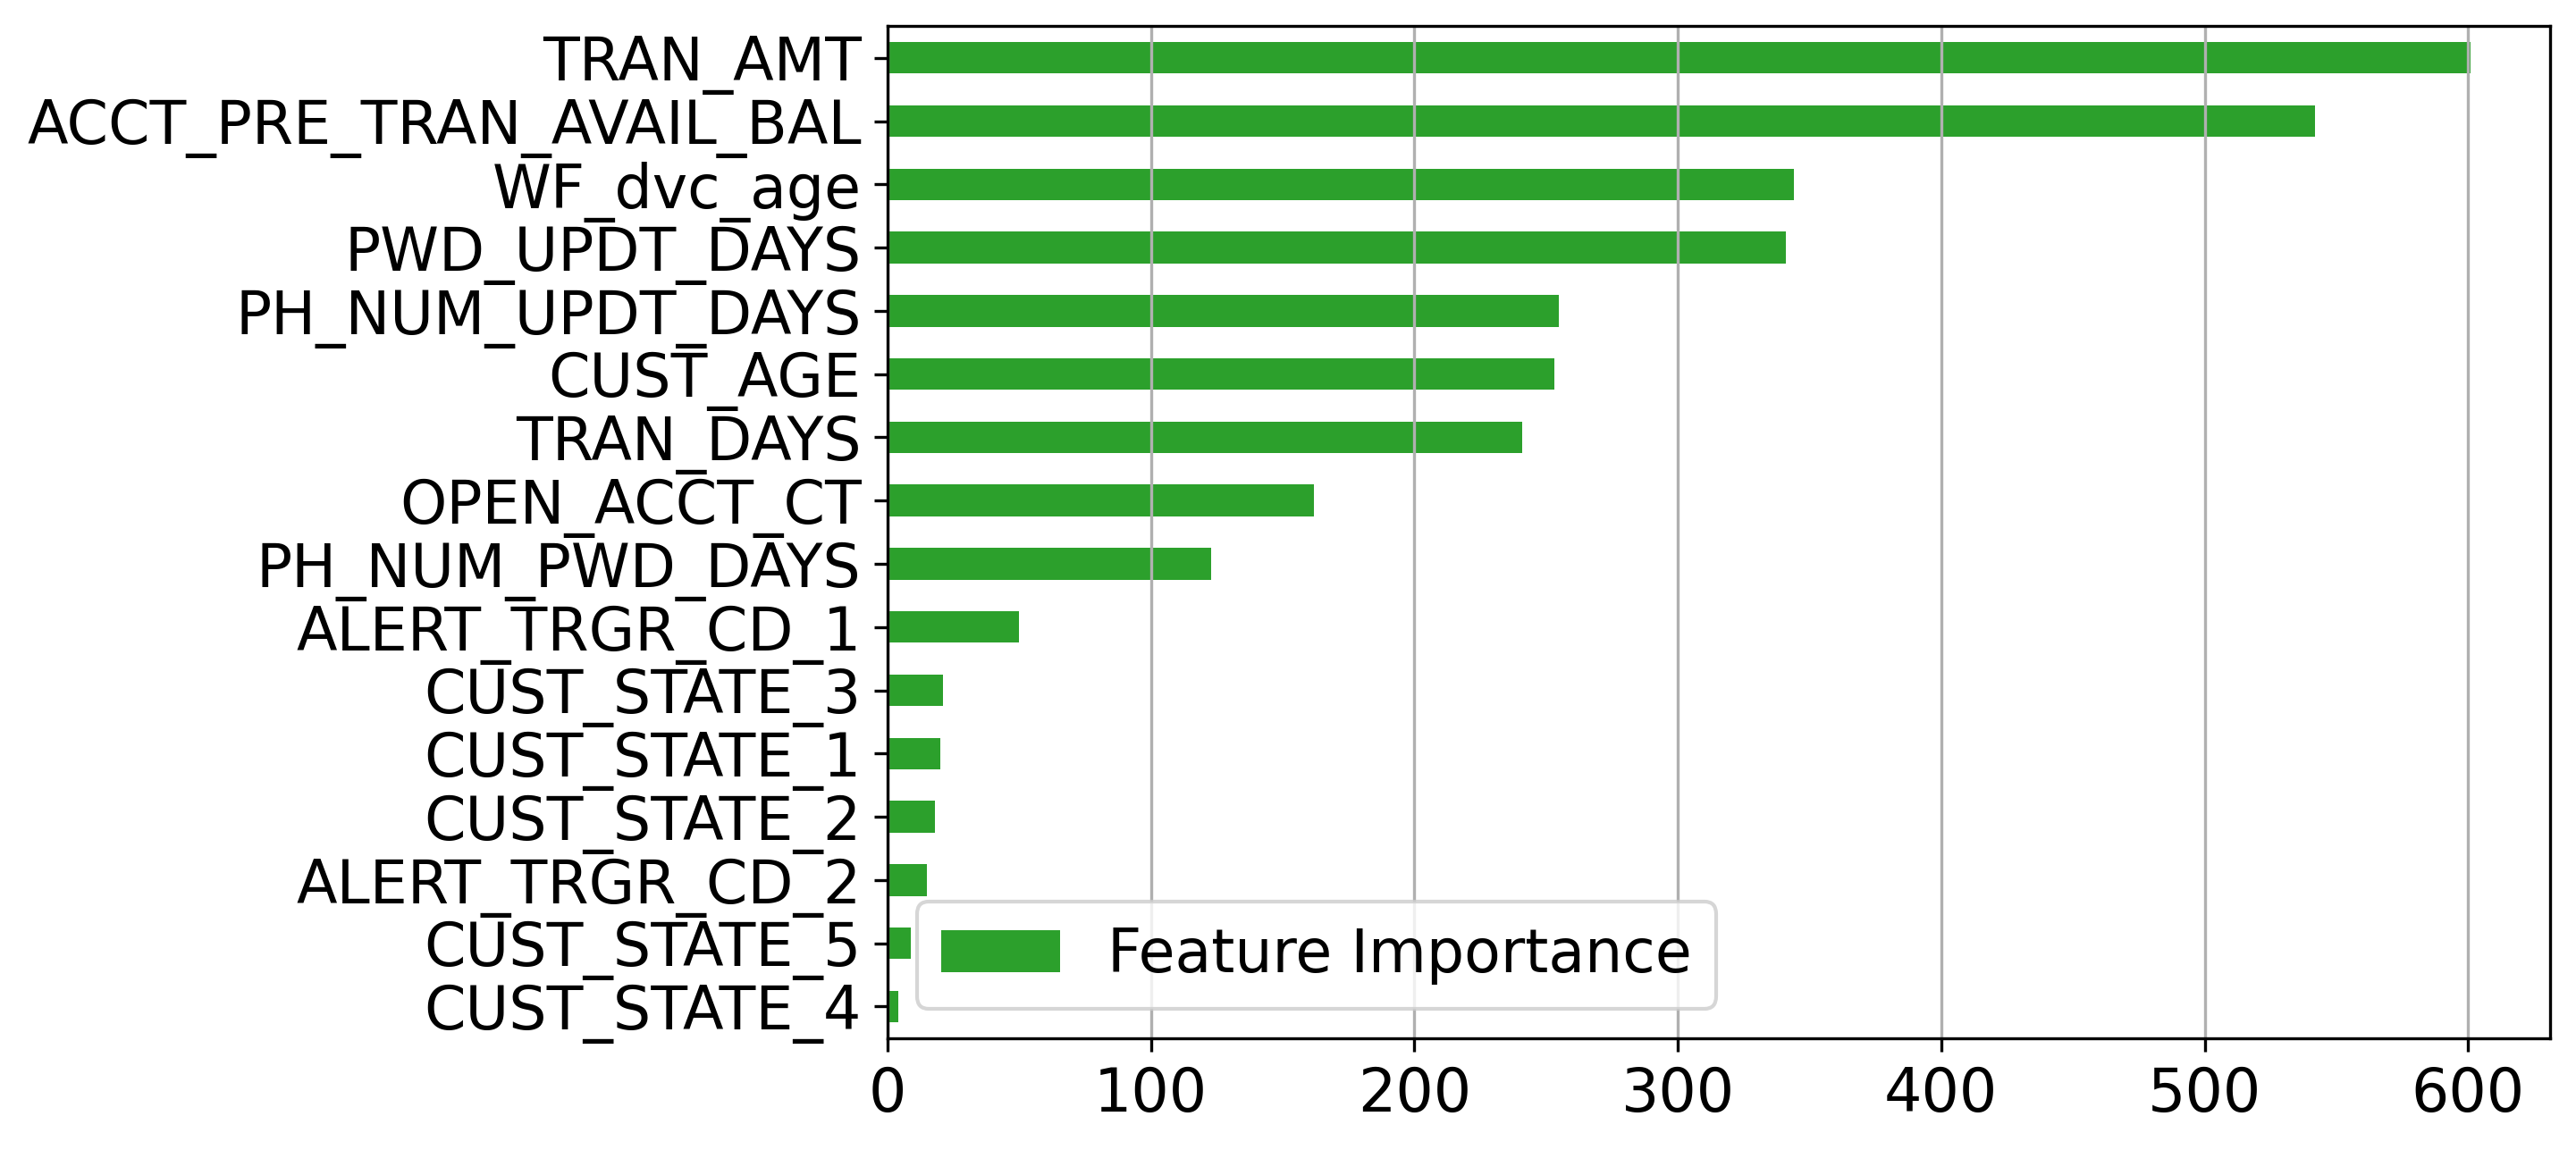 TRAN_AMT
ACCT_PRE_TRAN_AVAIL_BAL
WF_dvc_age
PWD_UPDT_DAYS
PH_NUM_UPDT_DAYS
CUST_AGE
TRAN_DAYS
OPEN_ACCT_CT
PH_NUM_PWD_DAYS
ALERT_TRGR_CD_1
CUST_STATE_3
CUST_STATE_1
CUST_STATE_2
ALERT_TRGR_CD_2
CUST_STATE_5
CUST_STATE_4
Feature Importance
0 100 200 300 400 500 600